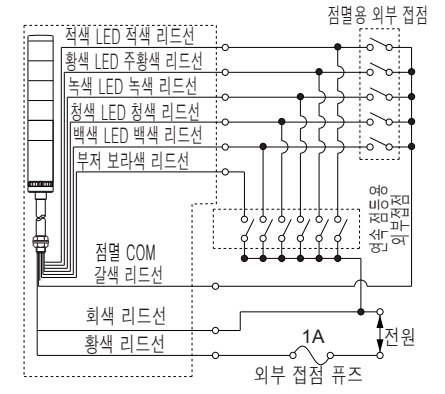 점멸용 외부 접점
적색 LED 적색 리드선
황색 LED 주황색 리드선
녹색 LED 녹색 리드선
청색 LED 청색 리드선
백색 LED 백색 리드선
부저 보라색 리드선
연속 점등용
외부접점
점멸 COM
갈색 리드선
회색 리드선
황색 리드선
1A
외부 접점 퓨즈
전원